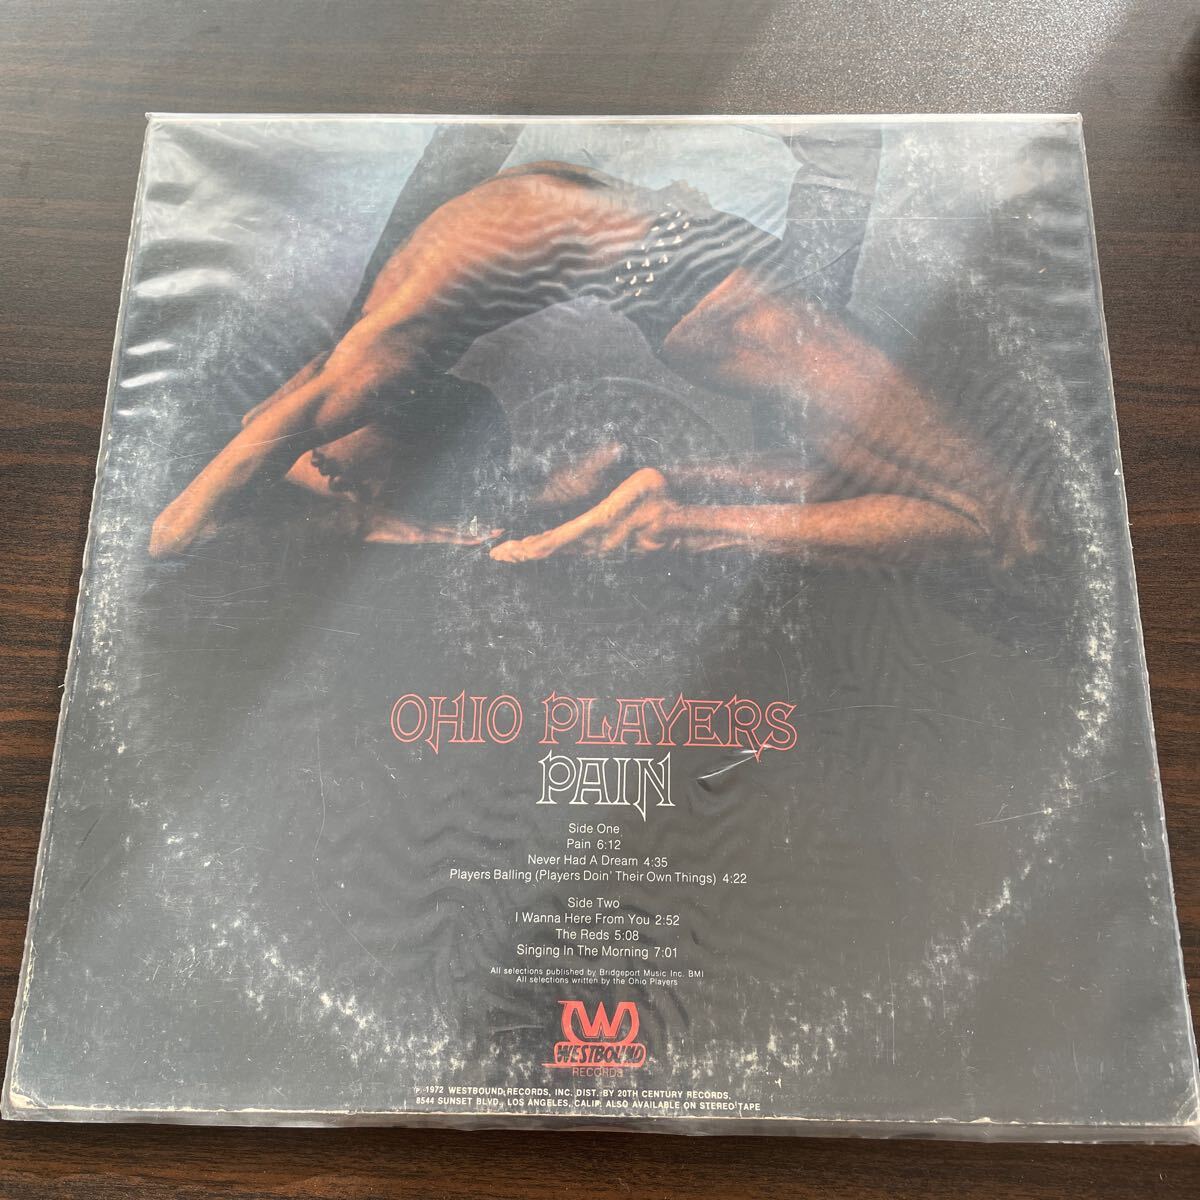 OHIO PLAYERS
PAIN
Side One
Pain 6:12
Never Had A Dream 4:35
Players Balling (Players Doin' Their Own Things) 4:22
Side Two
I Wanna Here From You 2:52
The Reds 5:08
Singing In The Morning 7:01
All selections published by Bridgeport Music Inc. BMI
All selections written by the Ohio Players
W
WESTBOUND
RECORDS
℗ 1972 WESTBOUND RECORDS, INC. DIST. BY 20TH CENTURY RECORDS,
8544 SUNSET BLVD., LOS ANGELES, CALIF. ALSO AVAILABLE ON STEREO TAPE